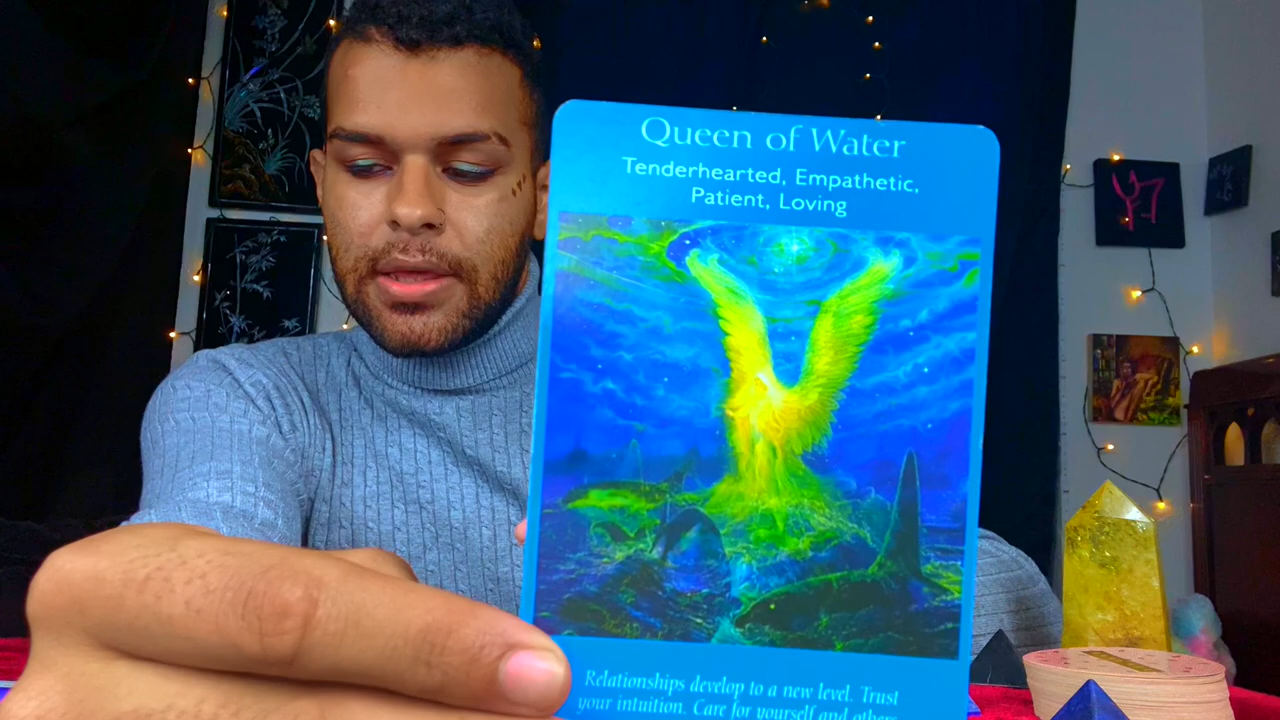 Queen of Water
Tenderhearted, Empathetic,
Patient, Loving
Relationships develop to a new level. Trust
your intuition. Care for yourself and others